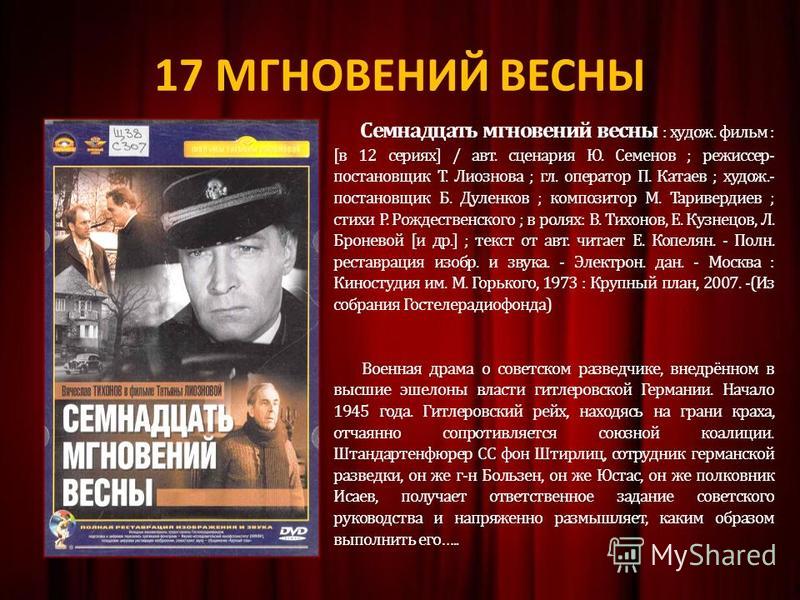 17 МГНОВЕНИЙ ВЕСНЫ
Щ38
С307
ФИЛЬМЫ ТАТЬЯНЫ ЛИОЗНОВОЙ
Вячеслав ТИХОНОВ в фильме Татьяны ЛИОЗНОВОЙ
СЕМНАДЦАТЬ
МГНОВЕНИЙ
ВЕСНЫ
ПОЛНАЯ РЕСТАВРАЦИЯ ИЗОБРАЖЕНИЯ И ЗВУКА
DVD
VIDEO
Семнадцать мгновений весны : худож. фильм :
[в 12 сериях] / авт. сценария Ю. Семенов ; режиссер-
постановщик Т. Лиознова ; гл. оператор П. Катаев ; худож.-
постановщик Б. Дуленков ; композитор М. Таривердиев ;
стихи Р. Рождественского ; в ролях: В. Тихонов, Е. Кузнецов, Л.
Броневой [и др.] ; текст от авт. читает Е. Копелян. - Полн.
реставрация изобр. и звука. - Электрон. дан. - Москва :
Киностудия им. М. Горького, 1973 : Крупный план, 2007. -(Из
собрания Гостелерадиофонда)
Военная драма о советском разведчике, внедрённом в
высшие эшелоны власти гитлеровской Германии. Начало
1945 года. Гитлеровский рейх, находясь на грани краха,
отчаянно сопротивляется союзной коалиции.
Штандартенфюрер СС фон Штирлиц, сотрудник германской
разведки, он же г-н Бользен, он же Юстас, он же полковник
Исаев, получает ответственное задание советского
руководства и напряженно размышляет, каким образом
выполнить его…..
MyShared